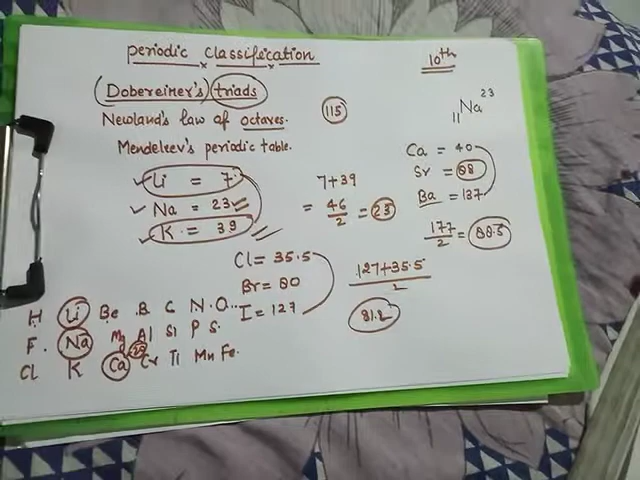 periodic classification
10th
(Dobereiner's) triads
Newland's law of octaves.
115
11Na23
Mendeleev's periodic table.
Li = 7
Na = 23
K = 39
7+39
= 46/2 = 23
Ca = 40
Sr = 88
Ba = 137
177/2 = 88.5
Cl = 35.5
Br = 80
I = 127
127+35.5
2
81.2
H Li Be B C N O..
F. Na Mg Al Si P S.
20
Cl K Ca Cr Ti Mn Fe.